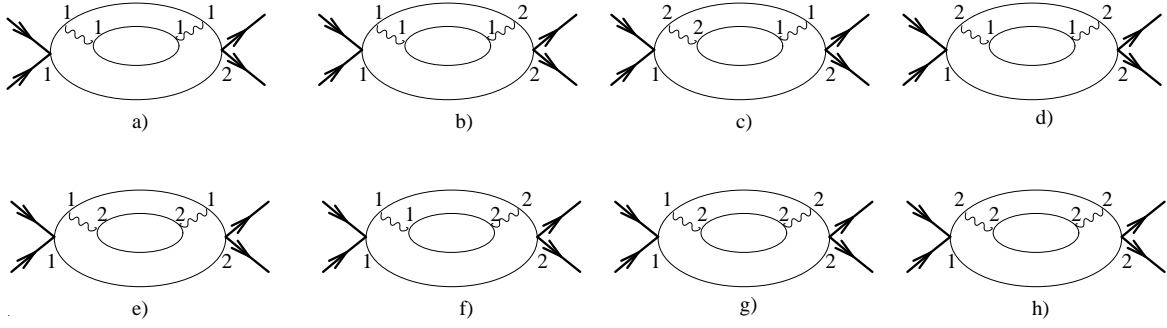 1 1 1 2 2 1 2 2
1 1 1 1 2 1 1 1
1 2 1 2 1 2 1 2
a) b) c) d)
1 1 1 2 1 2 2 2
2 2 1 2 2 2 2 2
1 2 1 2 1 2 1 2
e) f) g) h)